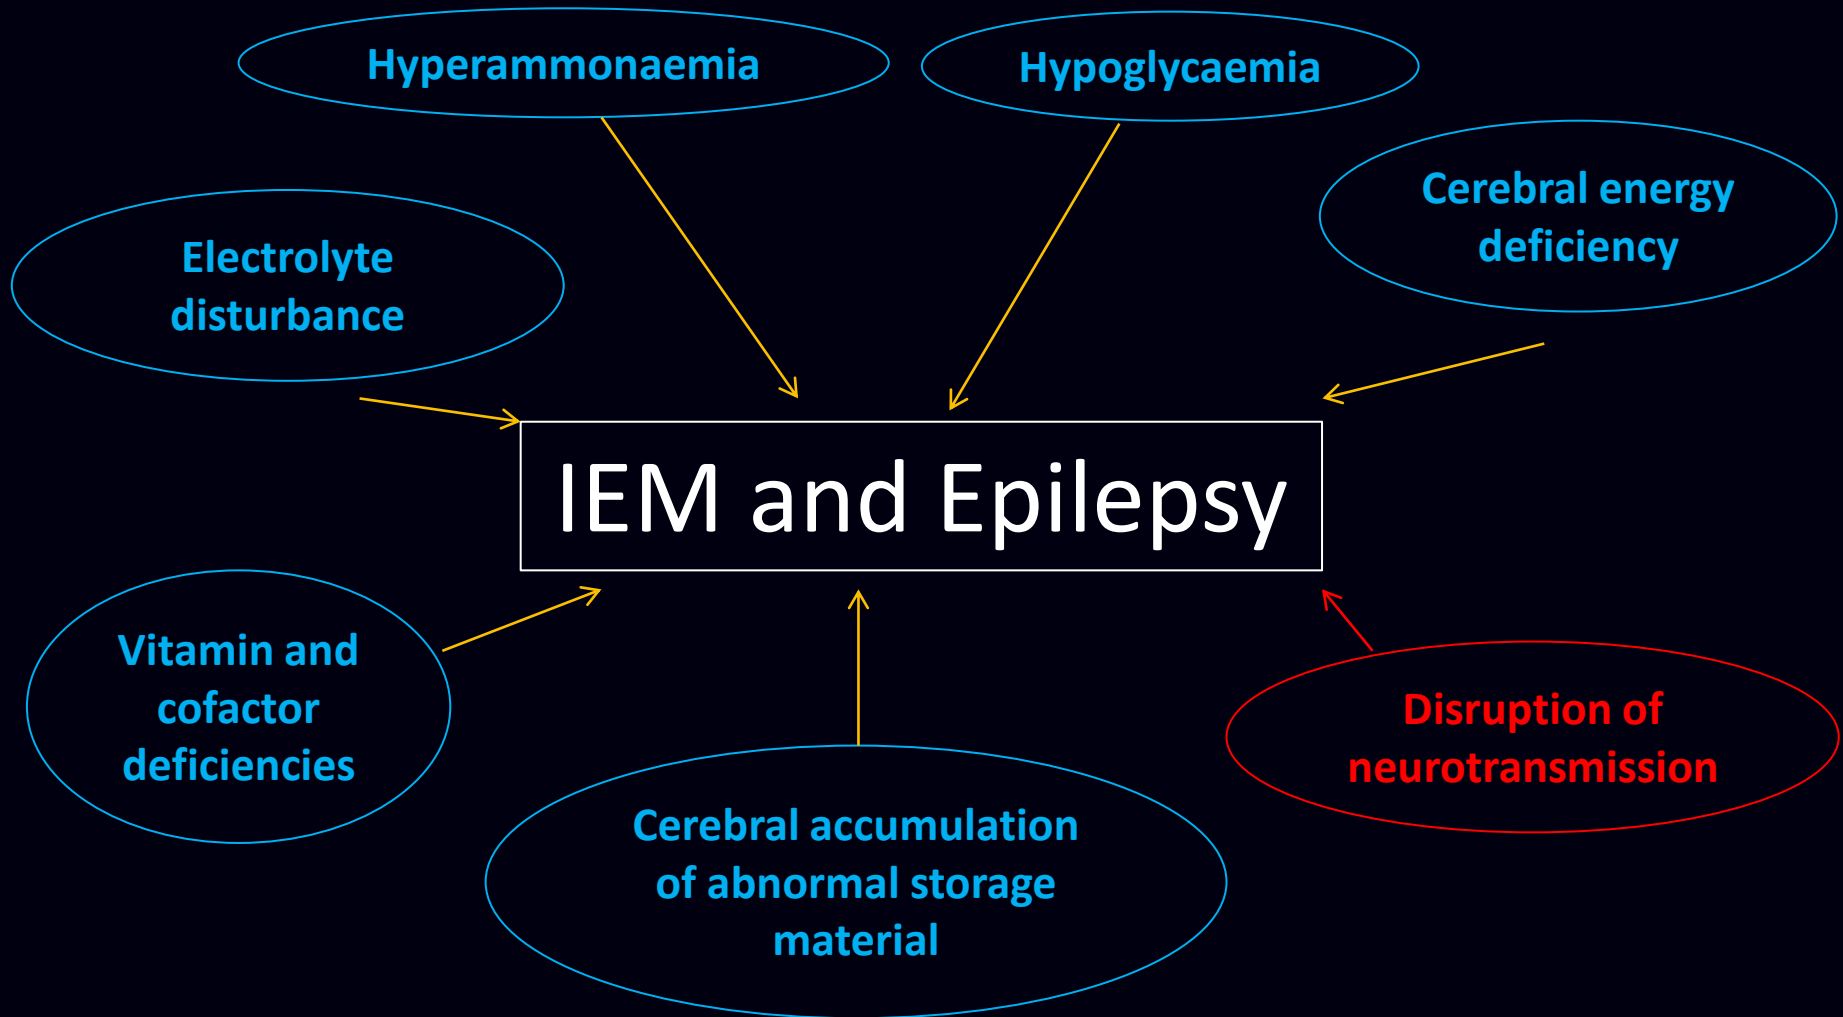 Hyperammonaemia
Hypoglycaemia
Cerebral energy
deficiency
Electrolyte
disturbance
IEM and Epilepsy
Vitamin and
cofactor
deficiencies
Cerebral accumulation
of abnormal storage
material
Disruption of
neurotransmission